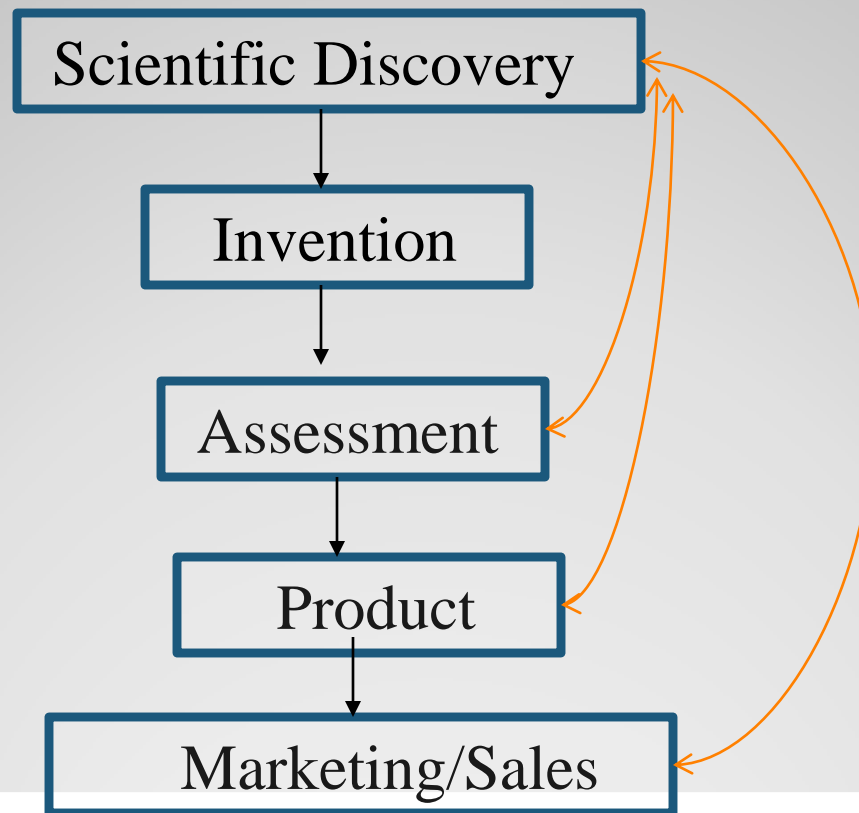 Scientific Discovery
Invention
Assessment
Product
Marketing/Sales